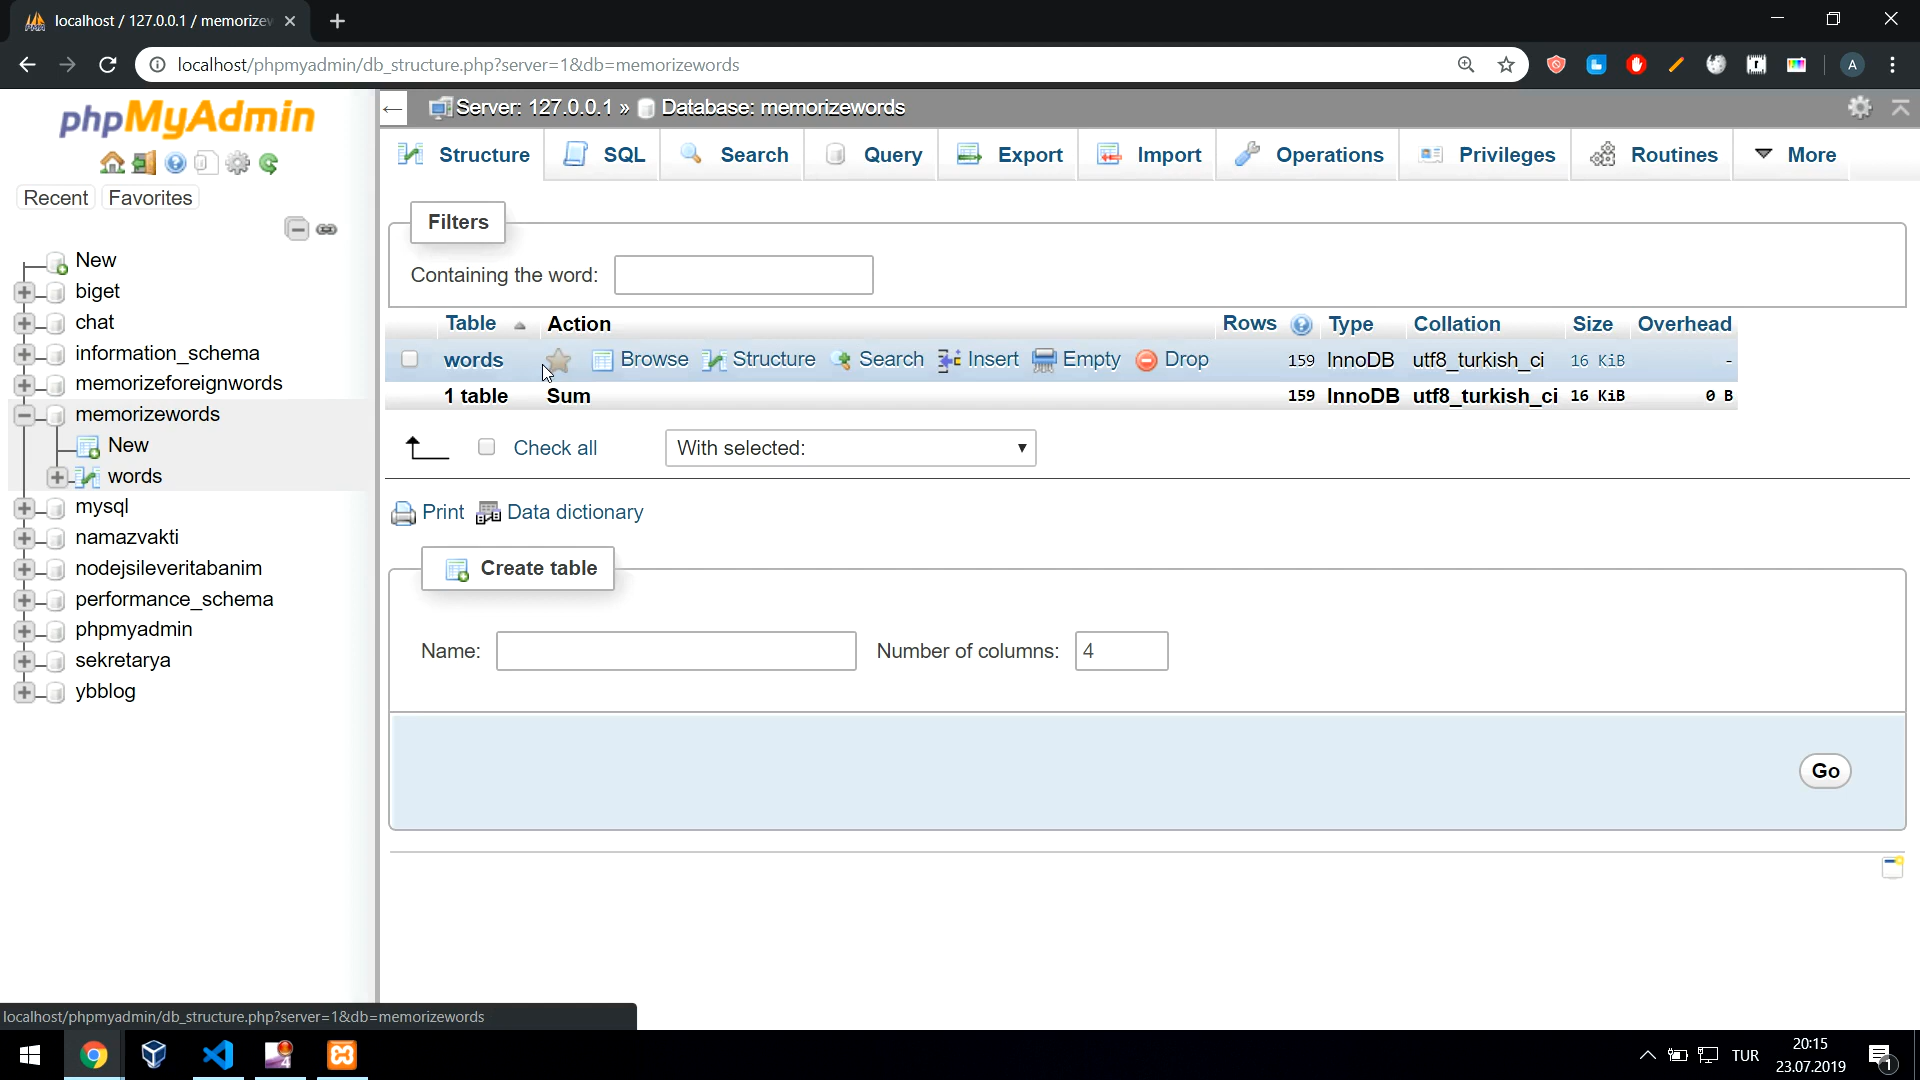 localhost / 127.0.0.1 / memorizew
localhost/phpmyadmin/db_structure.php?server=1&db=memorizewords
A
phpMyAdmin
Recent Favorites
New
biget
chat
information_schema
memorizeforeignwords
memorizewords
New
words
mysql
namazvakti
nodejsileveritabanim
performance_schema
phpmyadmin
sekretarya
ybblog
Server: 127.0.0.1 » Database: memorizewords
Structure SQL Search Query Export Import Operations Privileges Routines More
Filters
Containing the word:
Table Action Rows Type Collation Size Overhead
words Browse Structure Search Insert Empty Drop 159 InnoDB utf8_turkish_ci 16 KiB -
1 table Sum 159 InnoDB utf8_turkish_ci 16 KiB 0 B
Check all With selected:
Print Data dictionary
Create table
Name: Number of columns: 4
Go
localhost/phpmyadmin/db_structure.php?server=1&db=memorizewords
TUR
20:15
23.07.2019
1